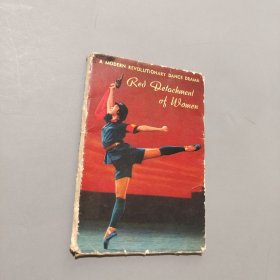 A MODERN REVOLUTIONARY DANCE DRAMA
Red Detachment
of Women